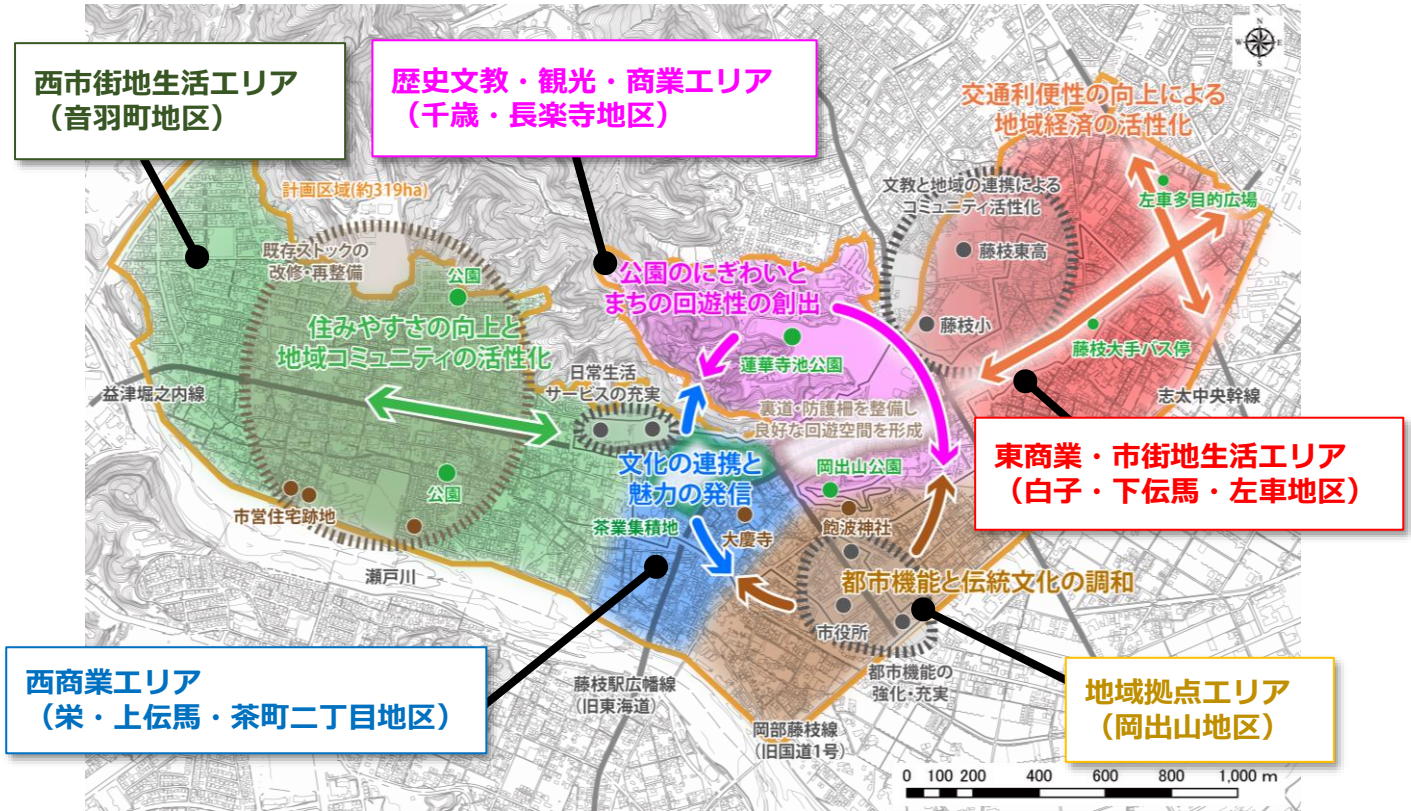 西市街地生活エリア
（音羽町地区）
歴史文教・観光・商業エリア
（千歳・長楽寺地区）
N
W
E
S
交通利便性の向上による
地域経済の活性化
計画区域(約319ha)
文教と地域の連携による
コミュニティ活性化
左車多目的広場
既存ストックの
改修・再整備
藤枝東高
公園
公園のにぎわいと
まちの回遊性の創出
住みやすさの向上と
地域コミュニティの活性化
藤枝小
藤枝大手バス停
蓮華寺池公園
日常生活
サービスの充実
益津堀之内線
志太中央幹線
裏道・防護柵を整備し
良好な回遊空間を形成
東商業・市街地生活エリア
（白子・下伝馬・左車地区）
文化の連携と
魅力の発信
岡出山公園
公園
市営住宅跡地
茶業集積地
大慶寺
飽波神社
瀬戸川
都市機能と伝統文化の調和
市役所
西商業エリア
（栄・上伝馬・茶町二丁目地区）
都市機能の
強化・充実
藤枝駅広幡線
（旧東海道）
地域拠点エリア
（岡出山地区）
岡部藤枝線
（旧国道1号）
0 100 200 400 600 800 1,000 m